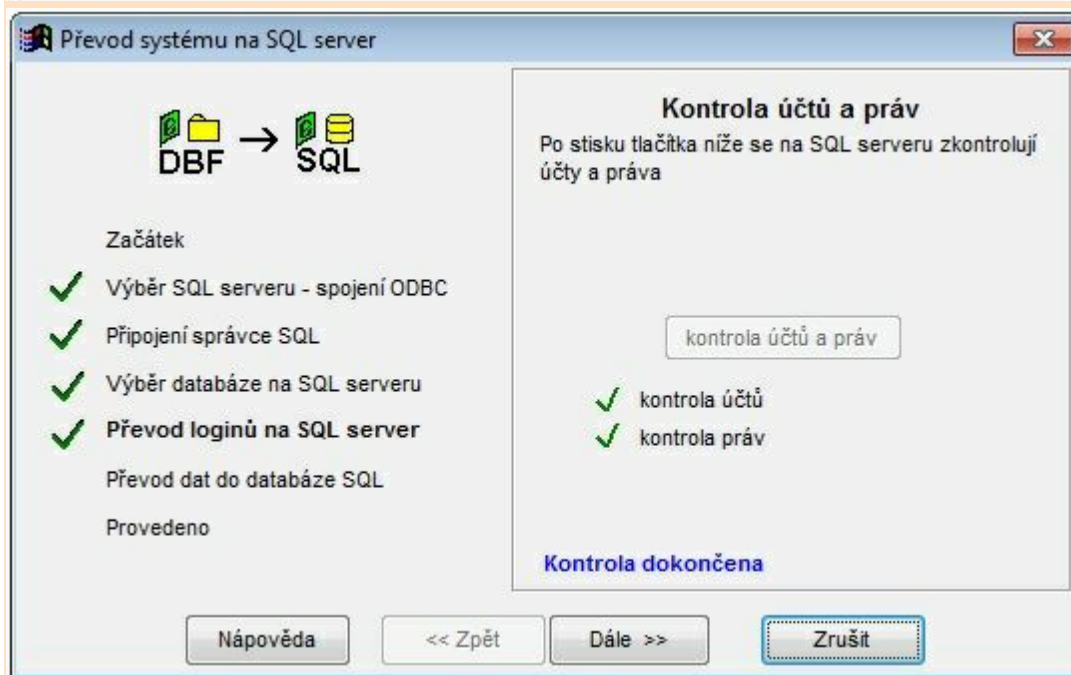 Převod systému na SQL server
DBF
SQL
Začátek
Výběr SQL serveru - spojení ODBC
Připojení správce SQL
Výběr databáze na SQL serveru
Převod loginů na SQL server
Převod dat do databáze SQL
Provedeno
Kontrola účtů a práv
Po stisku tlačítka níže se na SQL serveru zkontrolují
účty a práva
kontrola účtů a práv
kontrola účtů
kontrola práv
Kontrola dokončena
Nápověda
<< Zpět
Dále >>
Zrušit